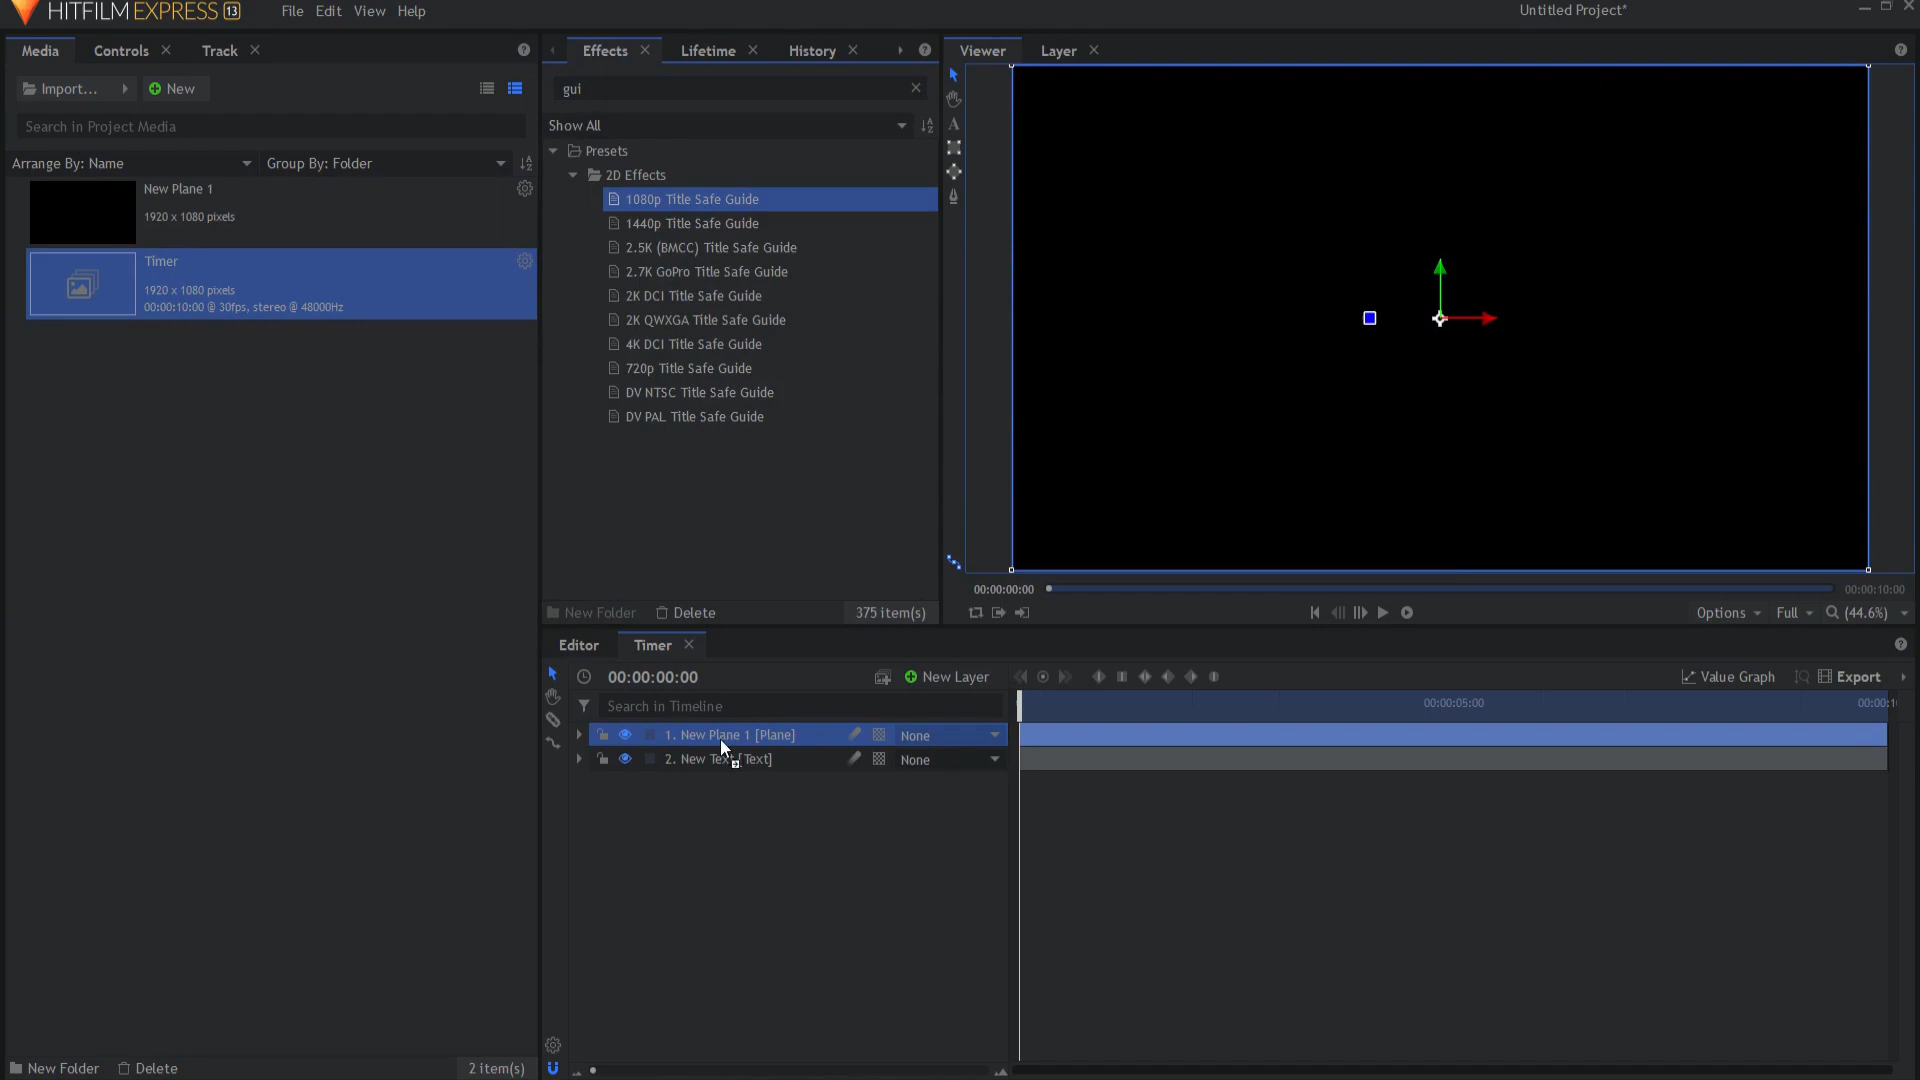 HITFILM EXPRESS 13
File Edit View Help
Untitled Project*
Media
Controls
Track
Import...
New
Search in Project Media
Arrange By: Name
Group By: Folder
New Plane 1
1920 x 1080 pixels
Timer
1920 x 1080 pixels
00:00:10:00 @ 30fps, stereo @ 48000Hz
New Folder
Delete
2 item(s)
Effects
Lifetime
History
gui
Show All
Presets
2D Effects
1080p Title Safe Guide
1440p Title Safe Guide
2.5K (BMCC) Title Safe Guide
2.7K GoPro Title Safe Guide
2K DCI Title Safe Guide
2K QWXGA Title Safe Guide
4K DCI Title Safe Guide
720p Title Safe Guide
DV NTSC Title Safe Guide
DV PAL Title Safe Guide
New Folder
Delete
375 item(s)
Viewer
Layer
A
00:00:00:00
00:00:10:00
Options
Full
(44.6%)
Editor
Timer
00:00:00:00
New Layer
Value Graph
Export
Search in Timeline
00:00:05:00
00:00:1
1. New Plane 1 [Plane]
None
2. New Text [Text]
None